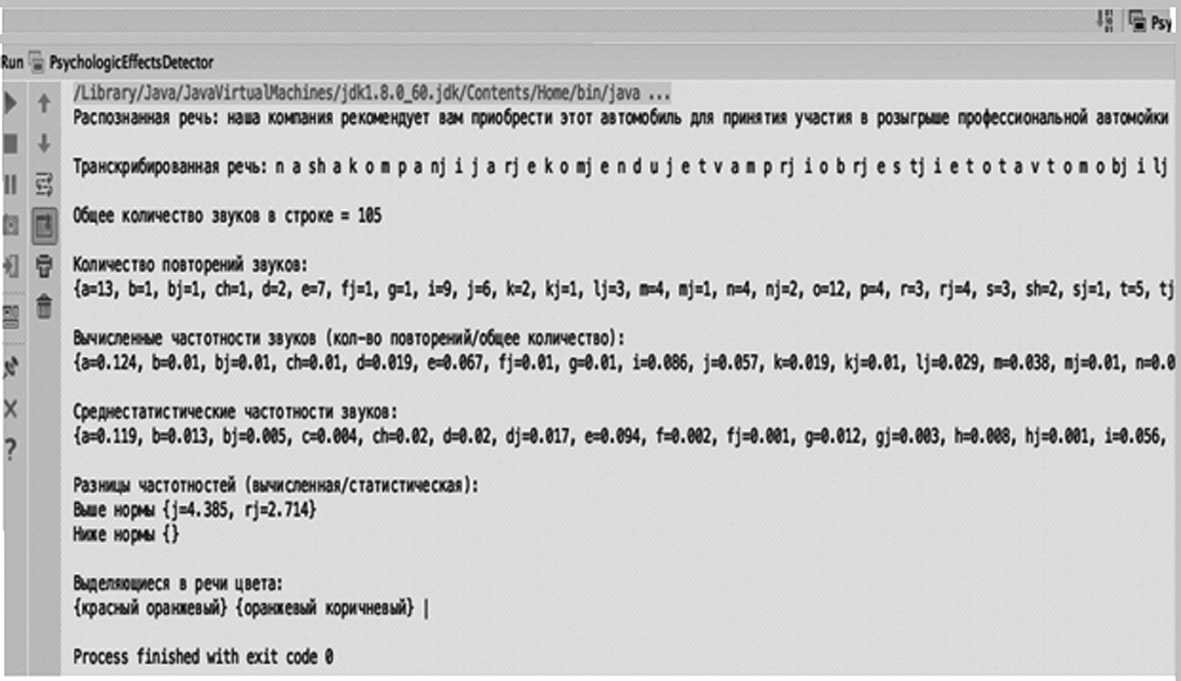 Psy
Run PsychologicEffectsDetector
/Library/Java/JavaVirtualMachines/jdk1.8.0_60.jdk/Contents/Home/bin/java ...
Распознанная речь: наша компания рекомендует вам приобрести этот автомобиль для принятия участия в розыгрыше профессиональной автомойки
Транскрибированная речь: n a sh a k o m p a nj i j a rj e k o mj e n d u j e t v a m p rj i o b rj e s tj i e t o t a v t o m o bj i lj
Общее количество звуков в строке = 105
Количество повторений звуков:
{a=13, b=1, bj=1, ch=1, d=2, e=7, fj=1, g=1, i=9, j=6, k=2, kj=1, lj=3, m=4, mj=1, n=4, nj=2, o=12, p=4, r=3, rj=4, s=3, sh=2, sj=1, t=5, tj
Вычисленные частотности звуков (кол-во повторений/общее количество):
{a=0.124, b=0.01, bj=0.01, ch=0.01, d=0.019, e=0.067, fj=0.01, g=0.01, i=0.086, j=0.057, k=0.019, kj=0.01, lj=0.029, m=0.038, mj=0.01, n=0.0
Среднестатистические частотности звуков:
{a=0.119, b=0.013, bj=0.005, c=0.004, ch=0.02, d=0.02, dj=0.017, e=0.094, f=0.002, fj=0.001, g=0.012, gj=0.003, h=0.008, hj=0.001, i=0.056,
Разницы частотностей (вычисленная/статистическая):
Выше нормы {j=4.385, rj=2.714}
Ниже нормы {}
Выделяющиеся в речи цвета:
{красный оранжевый} {оранжевый коричневый}
Process finished with exit code 0